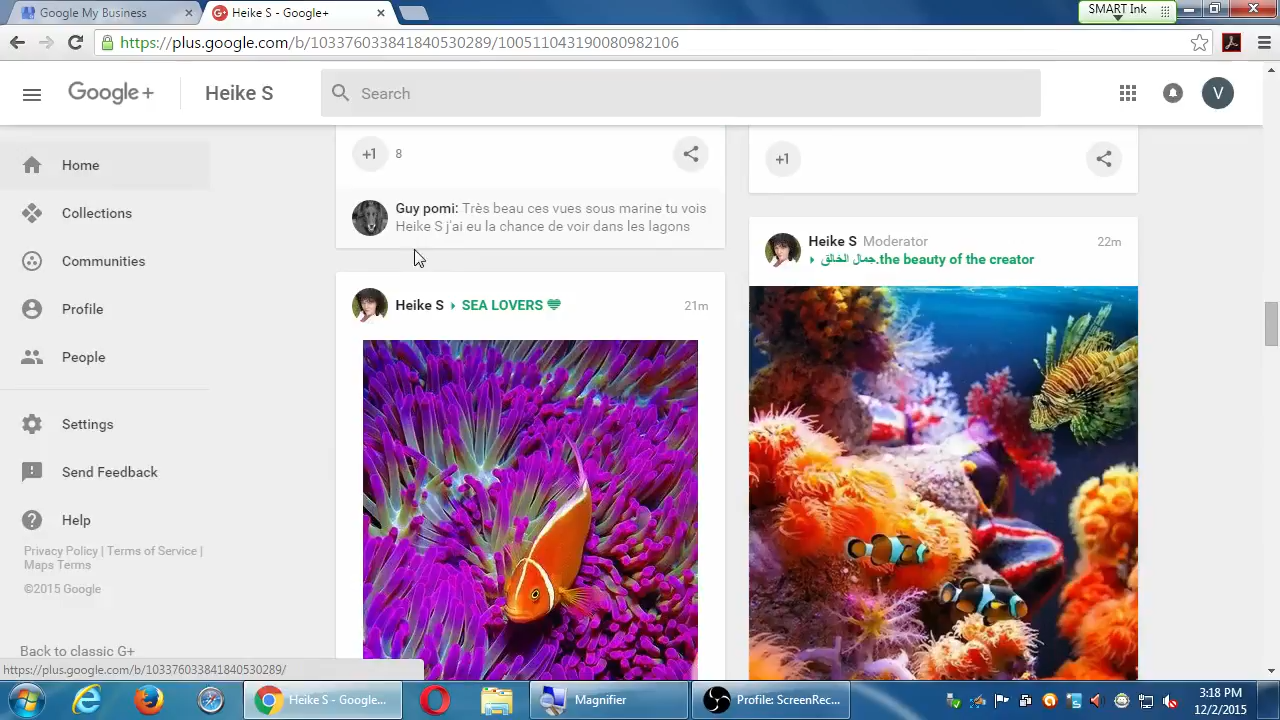 Google My Business
Heike S - Google+
SMART Ink
https://plus.google.com/b/103376033841840530289/100511043190080982106
Google+
Heike S
Search
V
Home
Collections
Communities
Profile
People
Settings
Send Feedback
Help
Privacy Policy | Terms of Service |
Maps Terms
©2015 Google
Back to classic G+
https://plus.google.com/b/103376033841840530289/
+1
8
Guy pomi: Très beau ces vues sous marine tu vois
Heike S j'ai eu la chance de voir dans les lagons
Heike S
SEA LOVERS
21m
+1
Heike S Moderator
22m
جمال الخالق.the beauty of the creator
Heike S - Google...
Magnifier
Profile: ScreenRec...
3:18 PM
12/2/2015